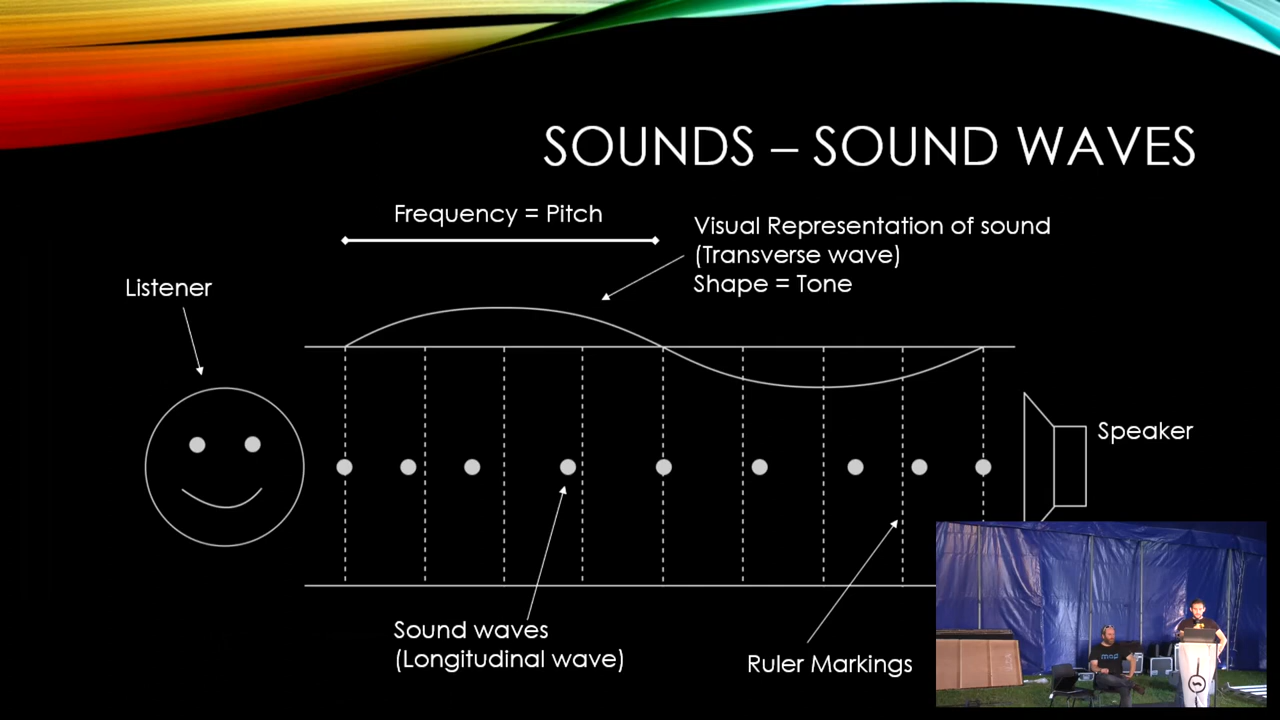 SOUNDS – SOUND WAVES
Frequency = Pitch
Visual Representation of sound
(Transverse wave)
Shape = Tone
Listener
Speaker
Sound waves
(Longitudinal wave)
Ruler Markings